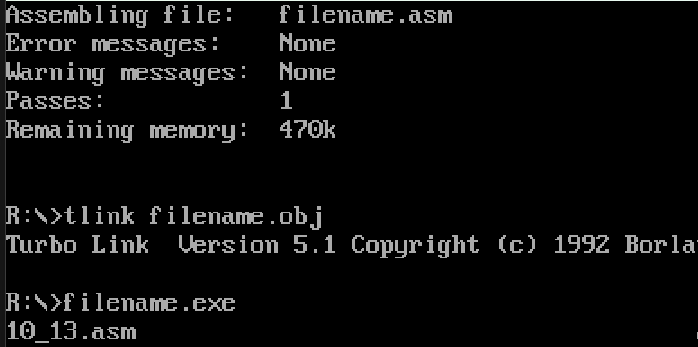 Assembling file:   filename.asm
Error messages:    None
Warning messages:  None
Passes:            1
Remaining memory:  470k
R:\>tlink filename.obj
Turbo Link  Version 5.1 Copyright (c) 1992 Borla
R:\>filename.exe
10_13.asm